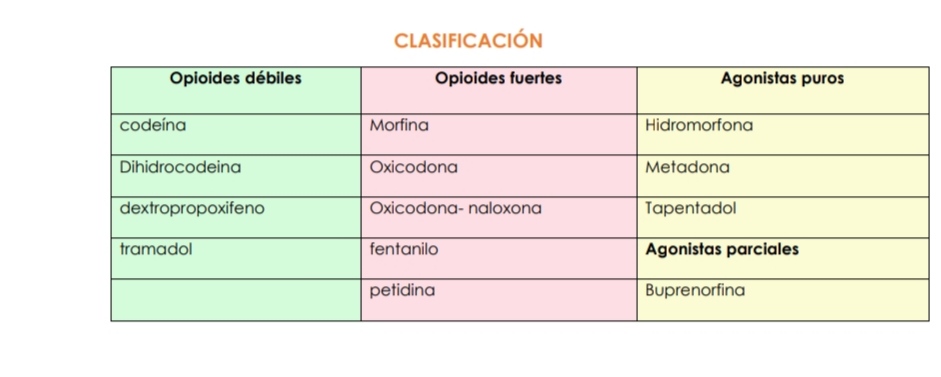 CLASIFICACIÓN
Opioides débiles Opioides fuertes Agonistas puros
codeína Morfina Hidromorfona
Dihidrocodeina Oxicodona Metadona
dextropropoxifeno Oxicodona- naloxona Tapentadol
tramadol fentanilo Agonistas parciales
petidina Buprenorfina